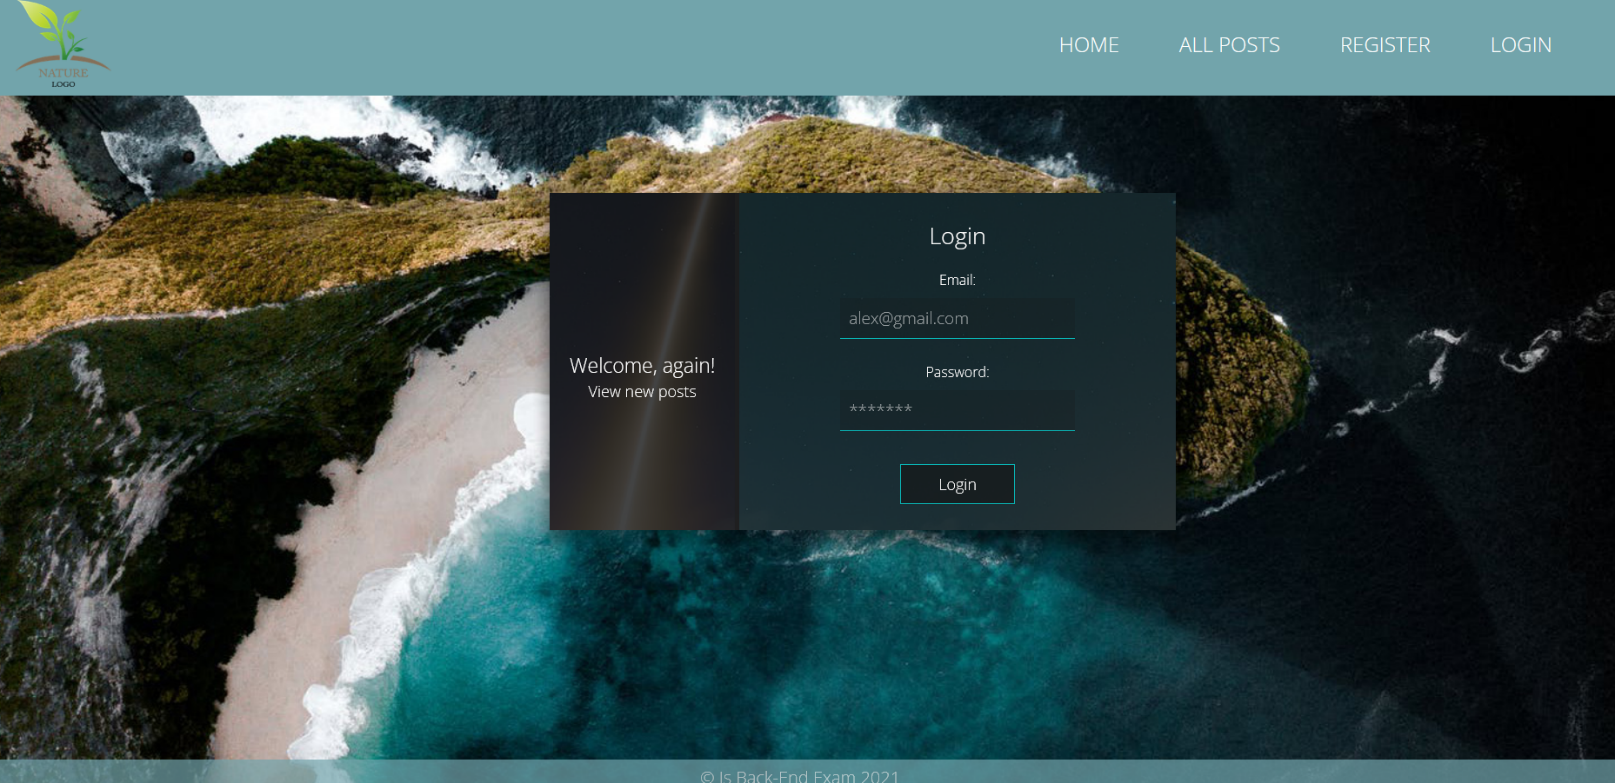 NATURE
LOGO
HOME
ALL POSTS
REGISTER
LOGIN
Welcome, again!
View new posts
Login
Email:
alex@gmail.com
Password:
*******
Login
© Js Back-End Exam 2021